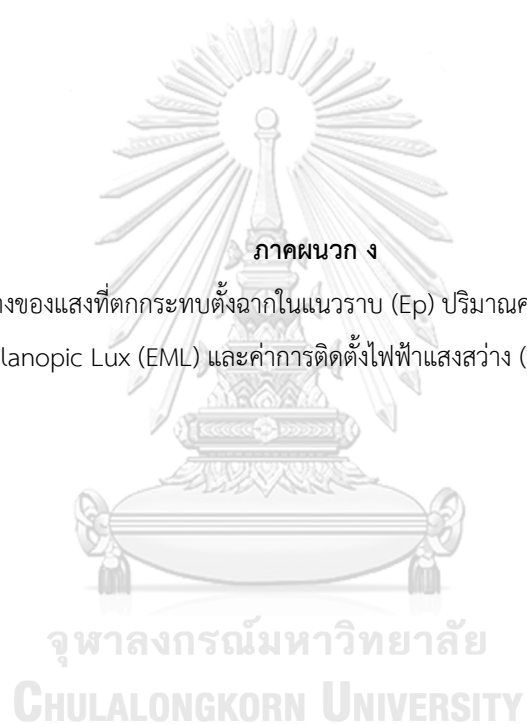 ภาคผนวก ง
างของแสงที่ตกกระทบตั้งฉากในแนวราบ (Ep) ปริมาณค
lanopic Lux (EML) และค่าการติดตั้งไฟฟ้าแสงสว่าง (
จุฬาลงกรณ์มหาวิทยาลัย
CHULALONGKORN UNIVERSITY